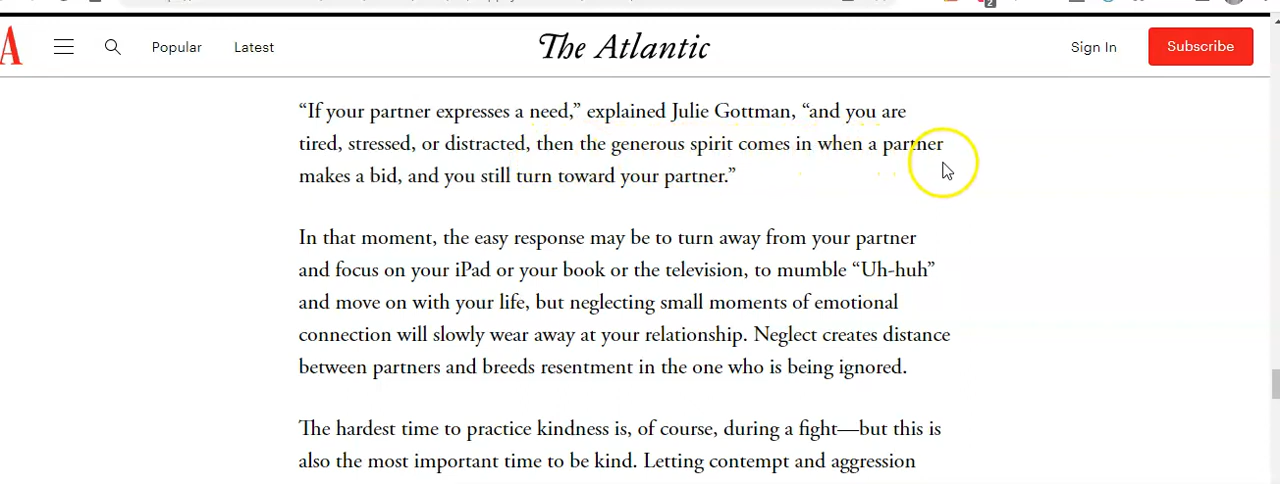 2
A Popular Latest The Atlantic Sign In Subscribe
“If your partner expresses a need,” explained Julie Gottman, “and you are
tired, stressed, or distracted, then the generous spirit comes in when a partner
makes a bid, and you still turn toward your partner.”
In that moment, the easy response may be to turn away from your partner
and focus on your iPad or your book or the television, to mumble “Uh-huh”
and move on with your life, but neglecting small moments of emotional
connection will slowly wear away at your relationship. Neglect creates distance
between partners and breeds resentment in the one who is being ignored.
The hardest time to practice kindness is, of course, during a fight—but this is
also the most important time to be kind. Letting contempt and aggression